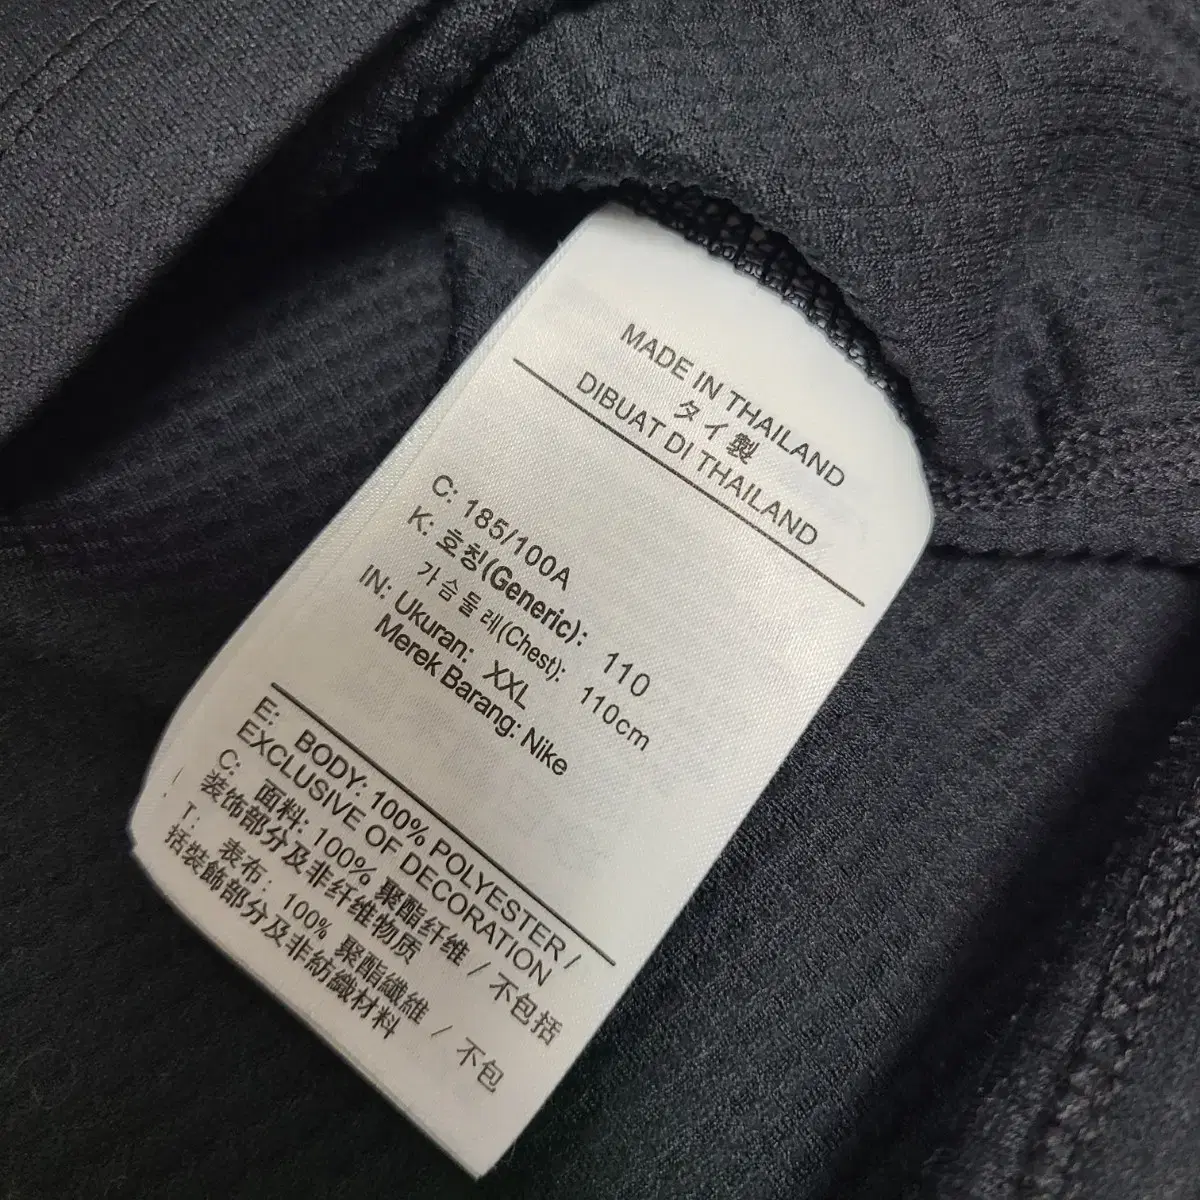 MADE IN THAILAND
タイ製
DIBUAT DI THAILAND
C: 185/100A
K: 호칭(Generic): 110
가슴둘레(Chest): 110cm
IN: Ukuran: XXL
Merek Barang: Nike
E: BODY: 100% POLYESTER /
EXCLUSIVE OF DECORATION
C: 面料: 100% 聚酯纤维 / 不包括
装饰部分及非纤维物质
T: 表布: 100% 聚酯纖維 / 不包
括裝飾部分及非紡織材料